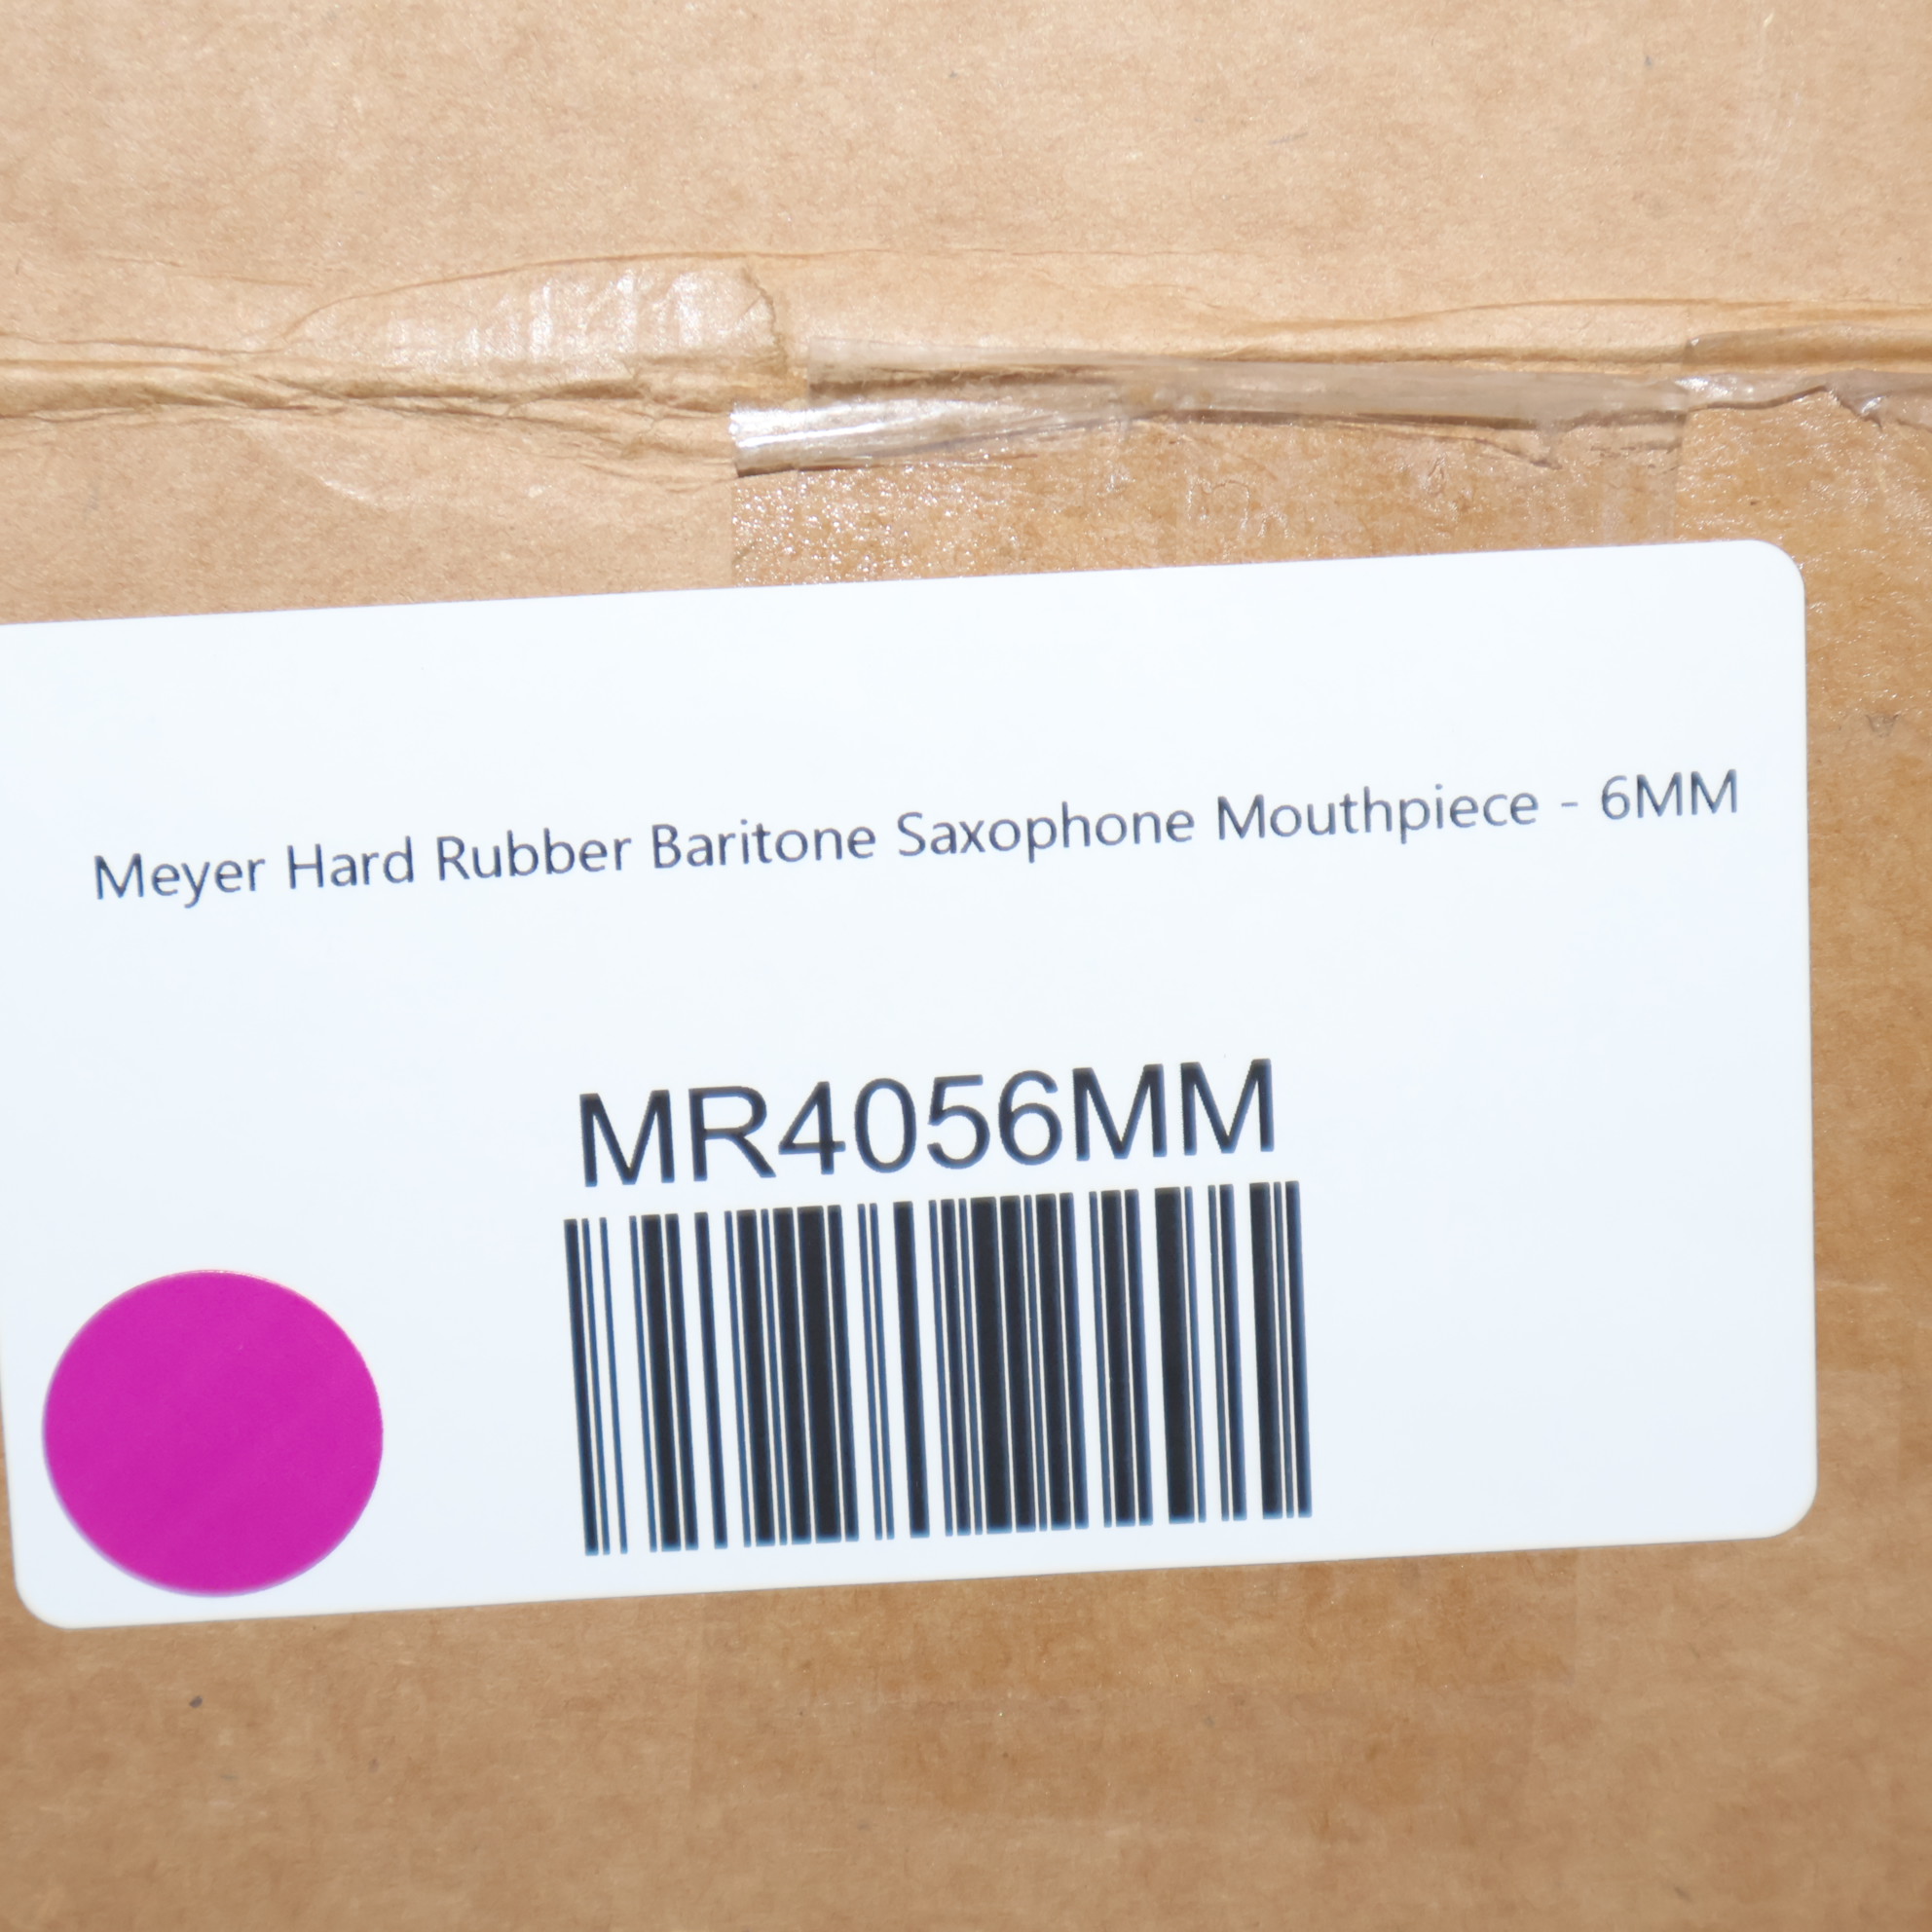 Meyer Hard Rubber Baritone Saxophone Mouthpiece - 6MM
MR4056MM